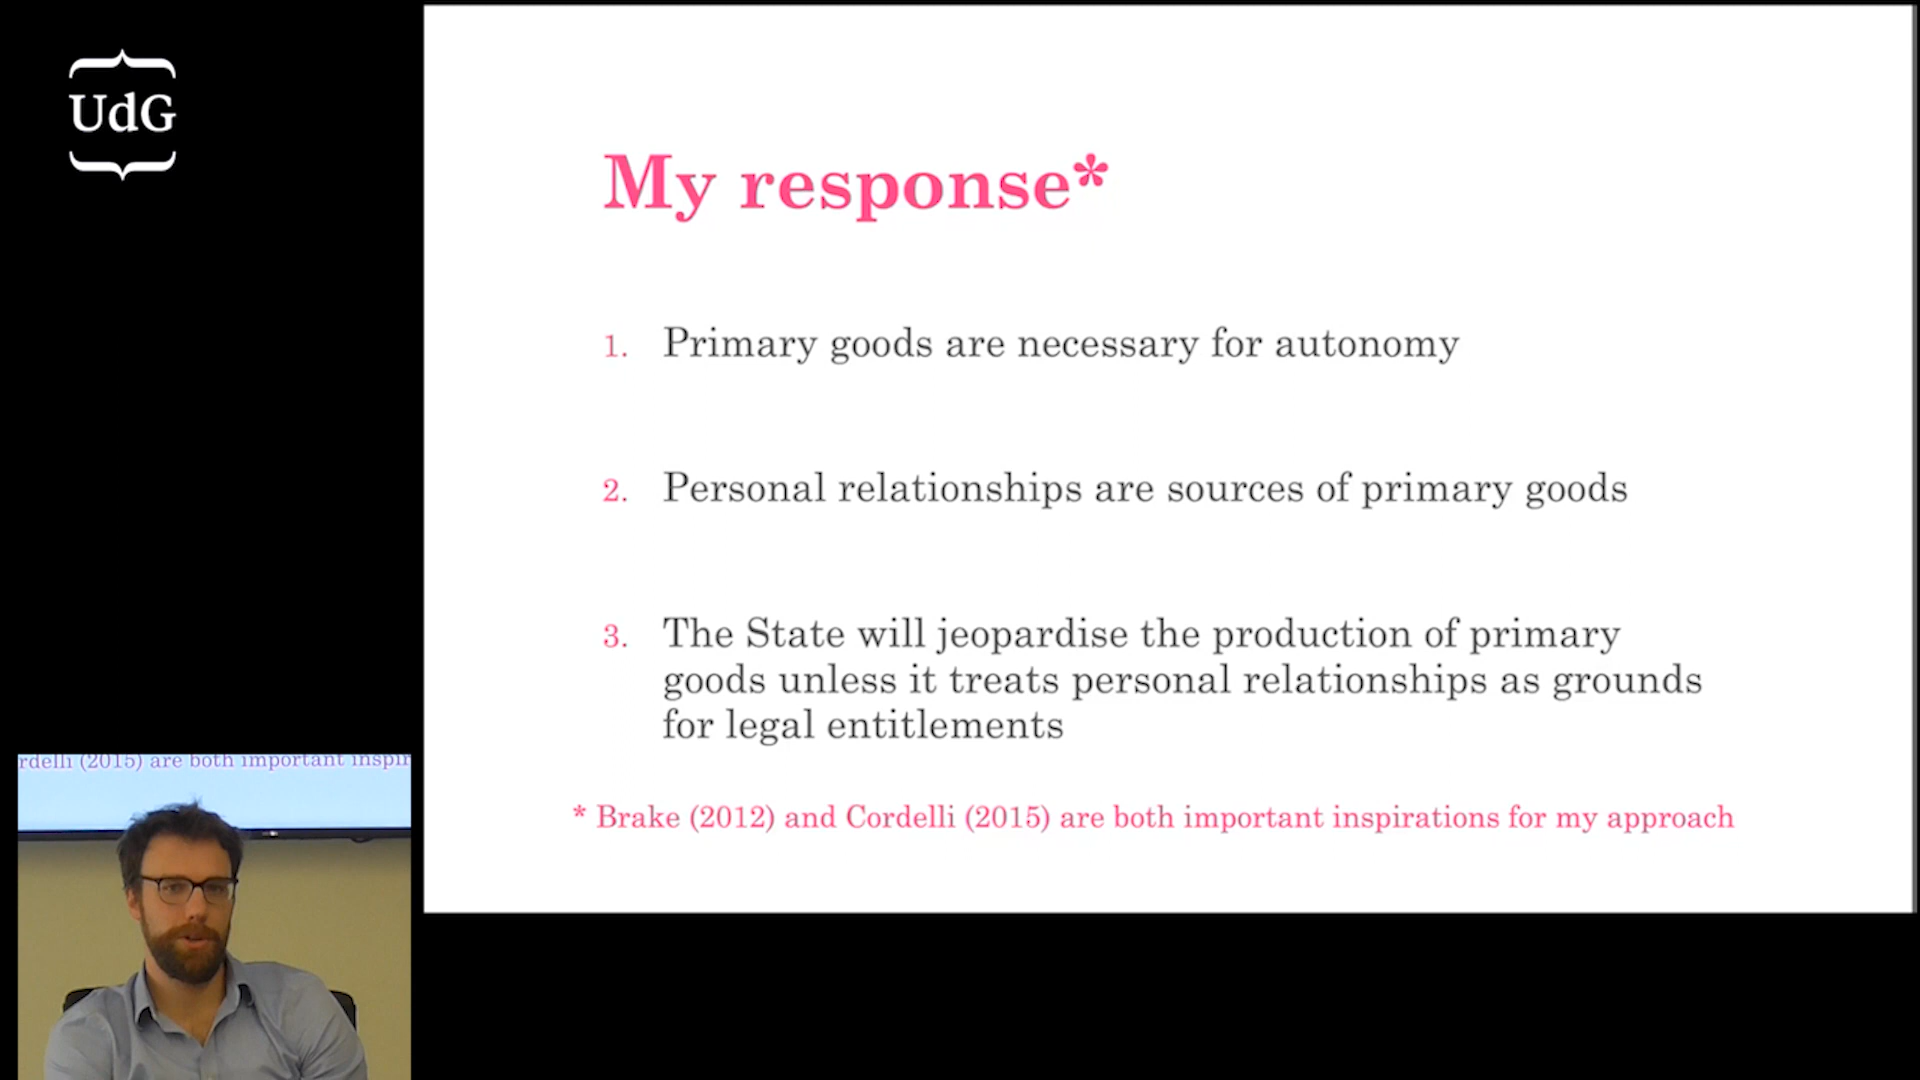 UdG
My response*
1. Primary goods are necessary for autonomy
2. Personal relationships are sources of primary goods
3. The State will jeopardise the production of primary
goods unless it treats personal relationships as grounds
for legal entitlements
* Brake (2012) and Cordelli (2015) are both important inspirations for my approach
rdelli (2015) are both important inspir